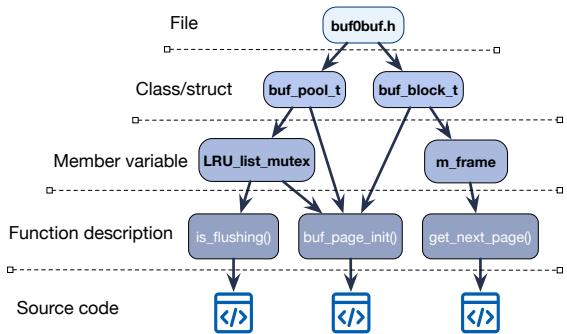 File
buf0buf.h
Class/struct
buf_pool_t
buf_block_t
Member variable
LRU_list_mutex
m_frame
Function description
is_flushing()
buf_page_init()
get_next_page()
Source code